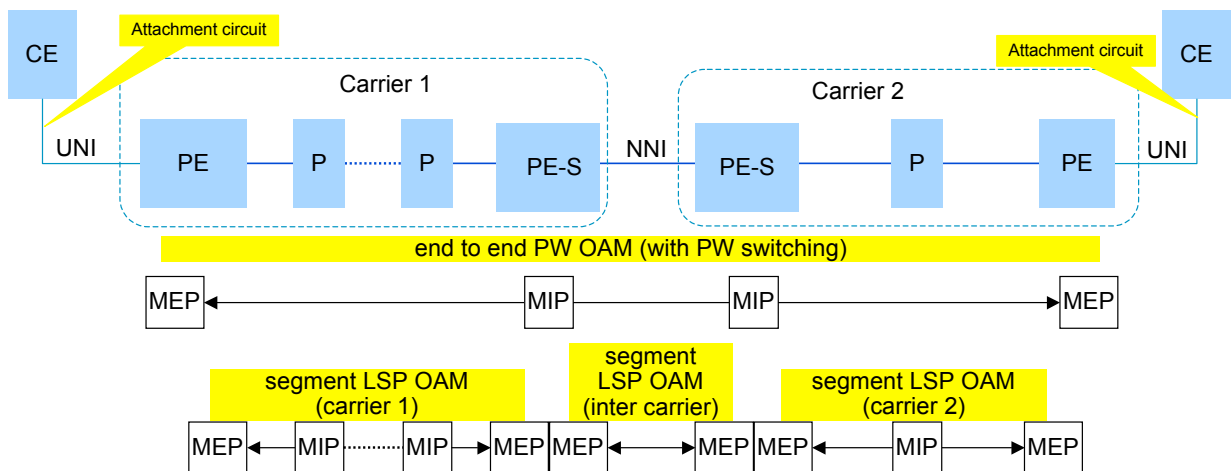 CE
Attachment circuit
Attachment circuit
CE
Carrier 1
Carrier 2
UNI
PE
P
P
PE-S
NNI
PE-S
P
PE
UNI
end to end PW OAM (with PW switching)
MEP
MIP
MIP
MEP
segment LSP OAM
(carrier 1)
segment
LSP OAM
(inter carrier)
segment LSP OAM
(carrier 2)
MEP
MIP
MIP
MEP
MEP
MEP
MEP
MIP
MEP